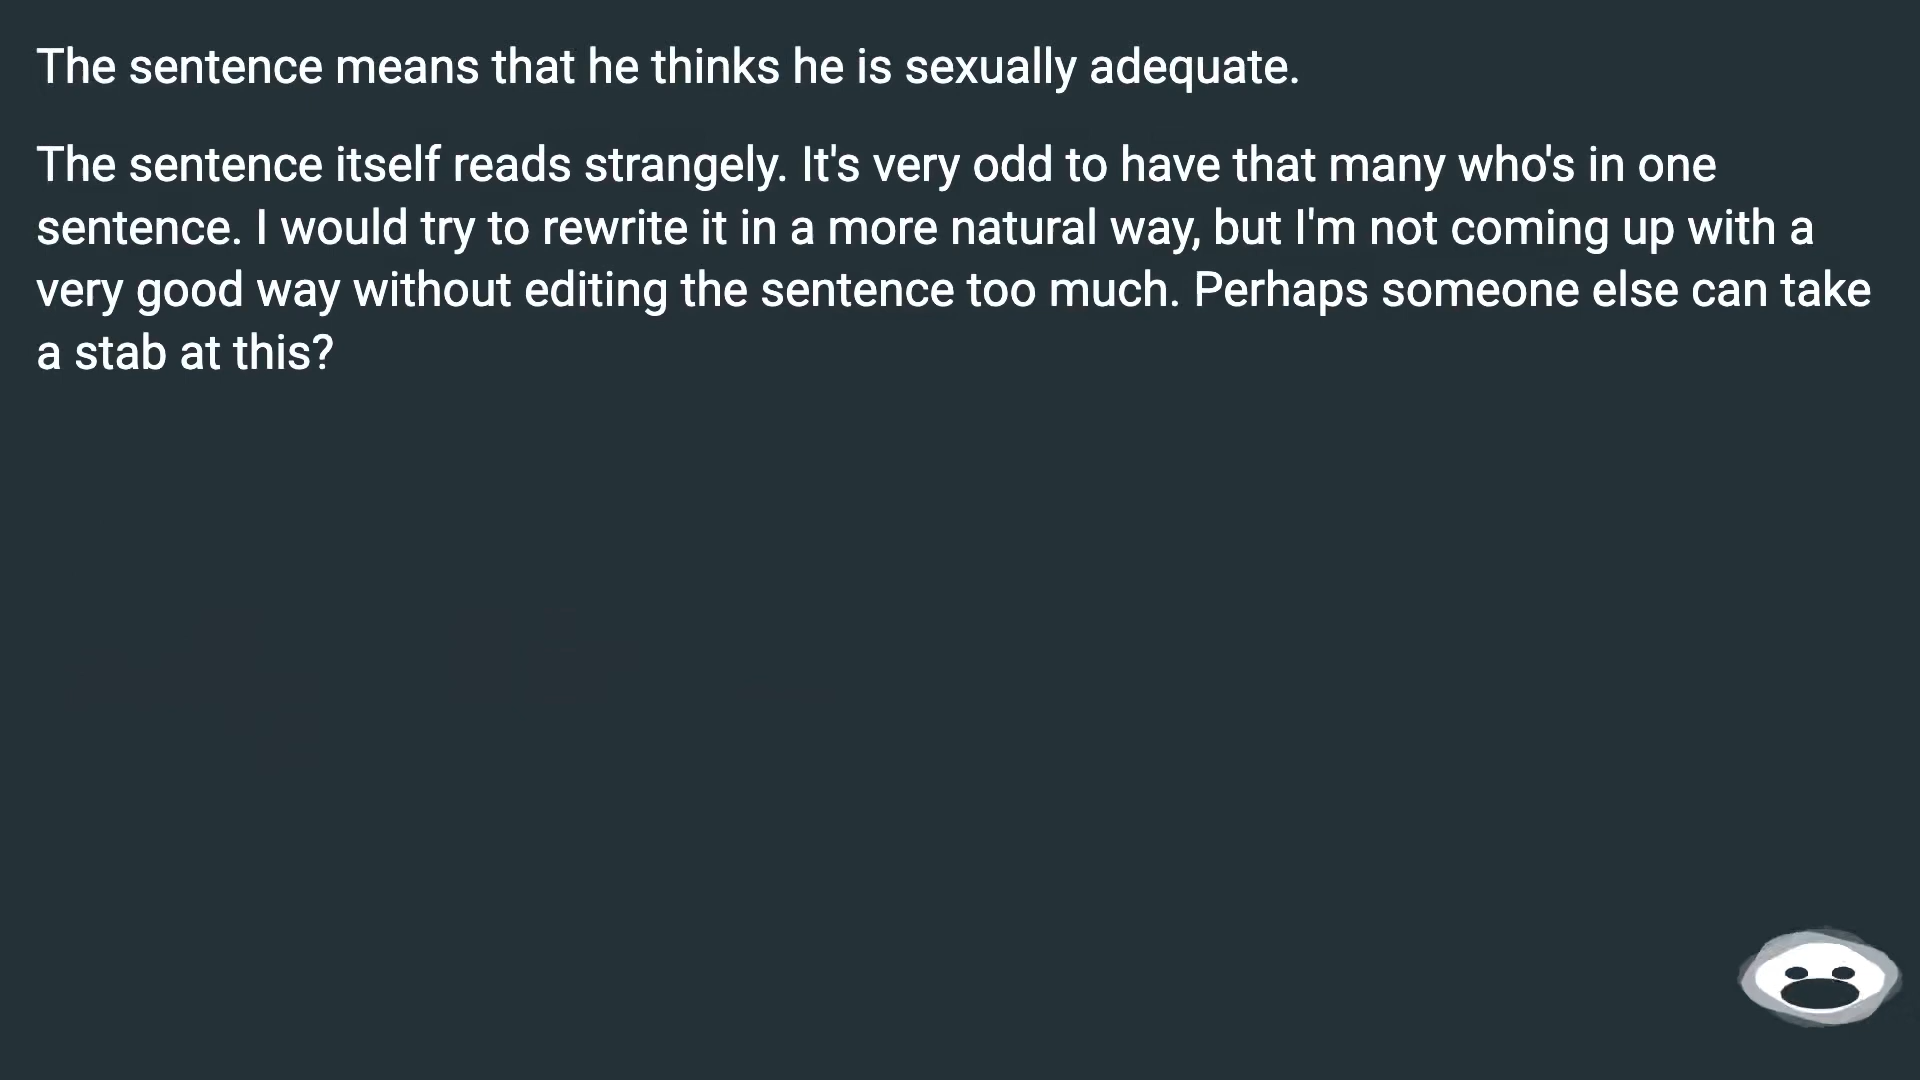 The sentence means that he thinks he is sexually adequate.
The sentence itself reads strangely. It's very odd to have that many who's in one
sentence. I would try to rewrite it in a more natural way, but I'm not coming up with a
very good way without editing the sentence too much. Perhaps someone else can take
a stab at this?